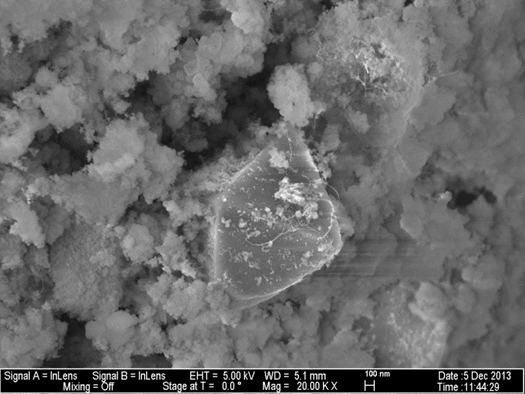 Signal A = InLens Signal B = InLens EHT = 5.00 kV WD = 5.1 mm 100 nm Date :5 Dec 2013
Mixing = Off Stage at T = 0.0 ° Mag = 20.00 K X Time :11:44:29